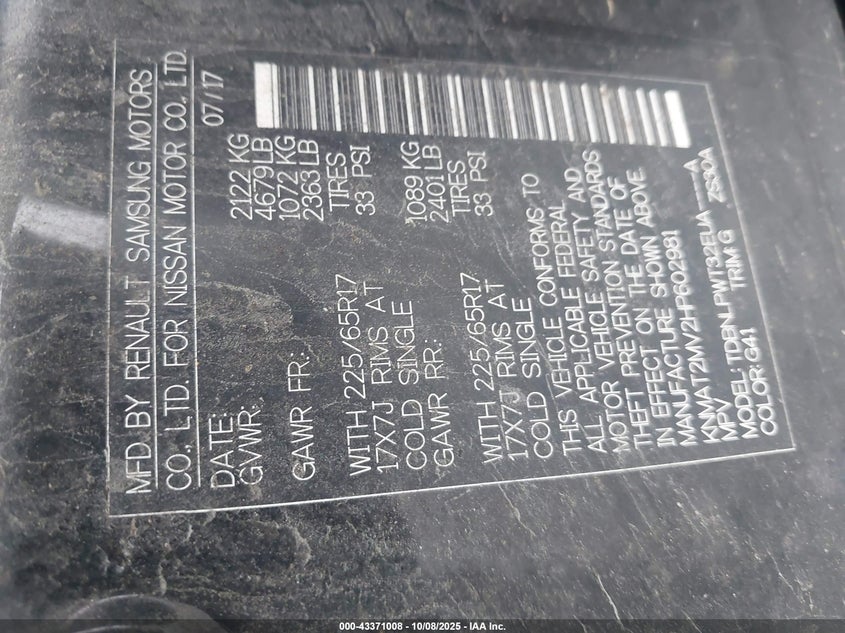 MFD BY RENAULT SAMSUNG MOTORS
CO., LTD. FOR NISSAN MOTOR CO., LTD.
DATE: 07/17
GVWR: 2122 KG
4679 LB
GAWR FR.: 1072 KG
2363 LB
WITH 225/65R17 TIRES
17X7J RIMS AT 33 PSI
COLD SINGLE
GAWR RR.: 1089 KG
2401 LB
WITH 225/65R17 TIRES
17X7J RIMS AT 33 PSI
COLD SINGLE
THIS VEHICLE CONFORMS TO
ALL APPLICABLE FEDERAL
MOTOR VEHICLE SAFETY AND
THEFT PREVENTION STANDARDS
IN EFFECT ON THE DATE OF
MANUFACTURE SHOWN ABOVE.
KNMAT2MV2HP602981
MPV
MODEL: TDBNLPWT32EUA-----A
COLOR: G41 TRIM G ZS90A
000-43371008 - 10/08/2025 - IAA Inc.